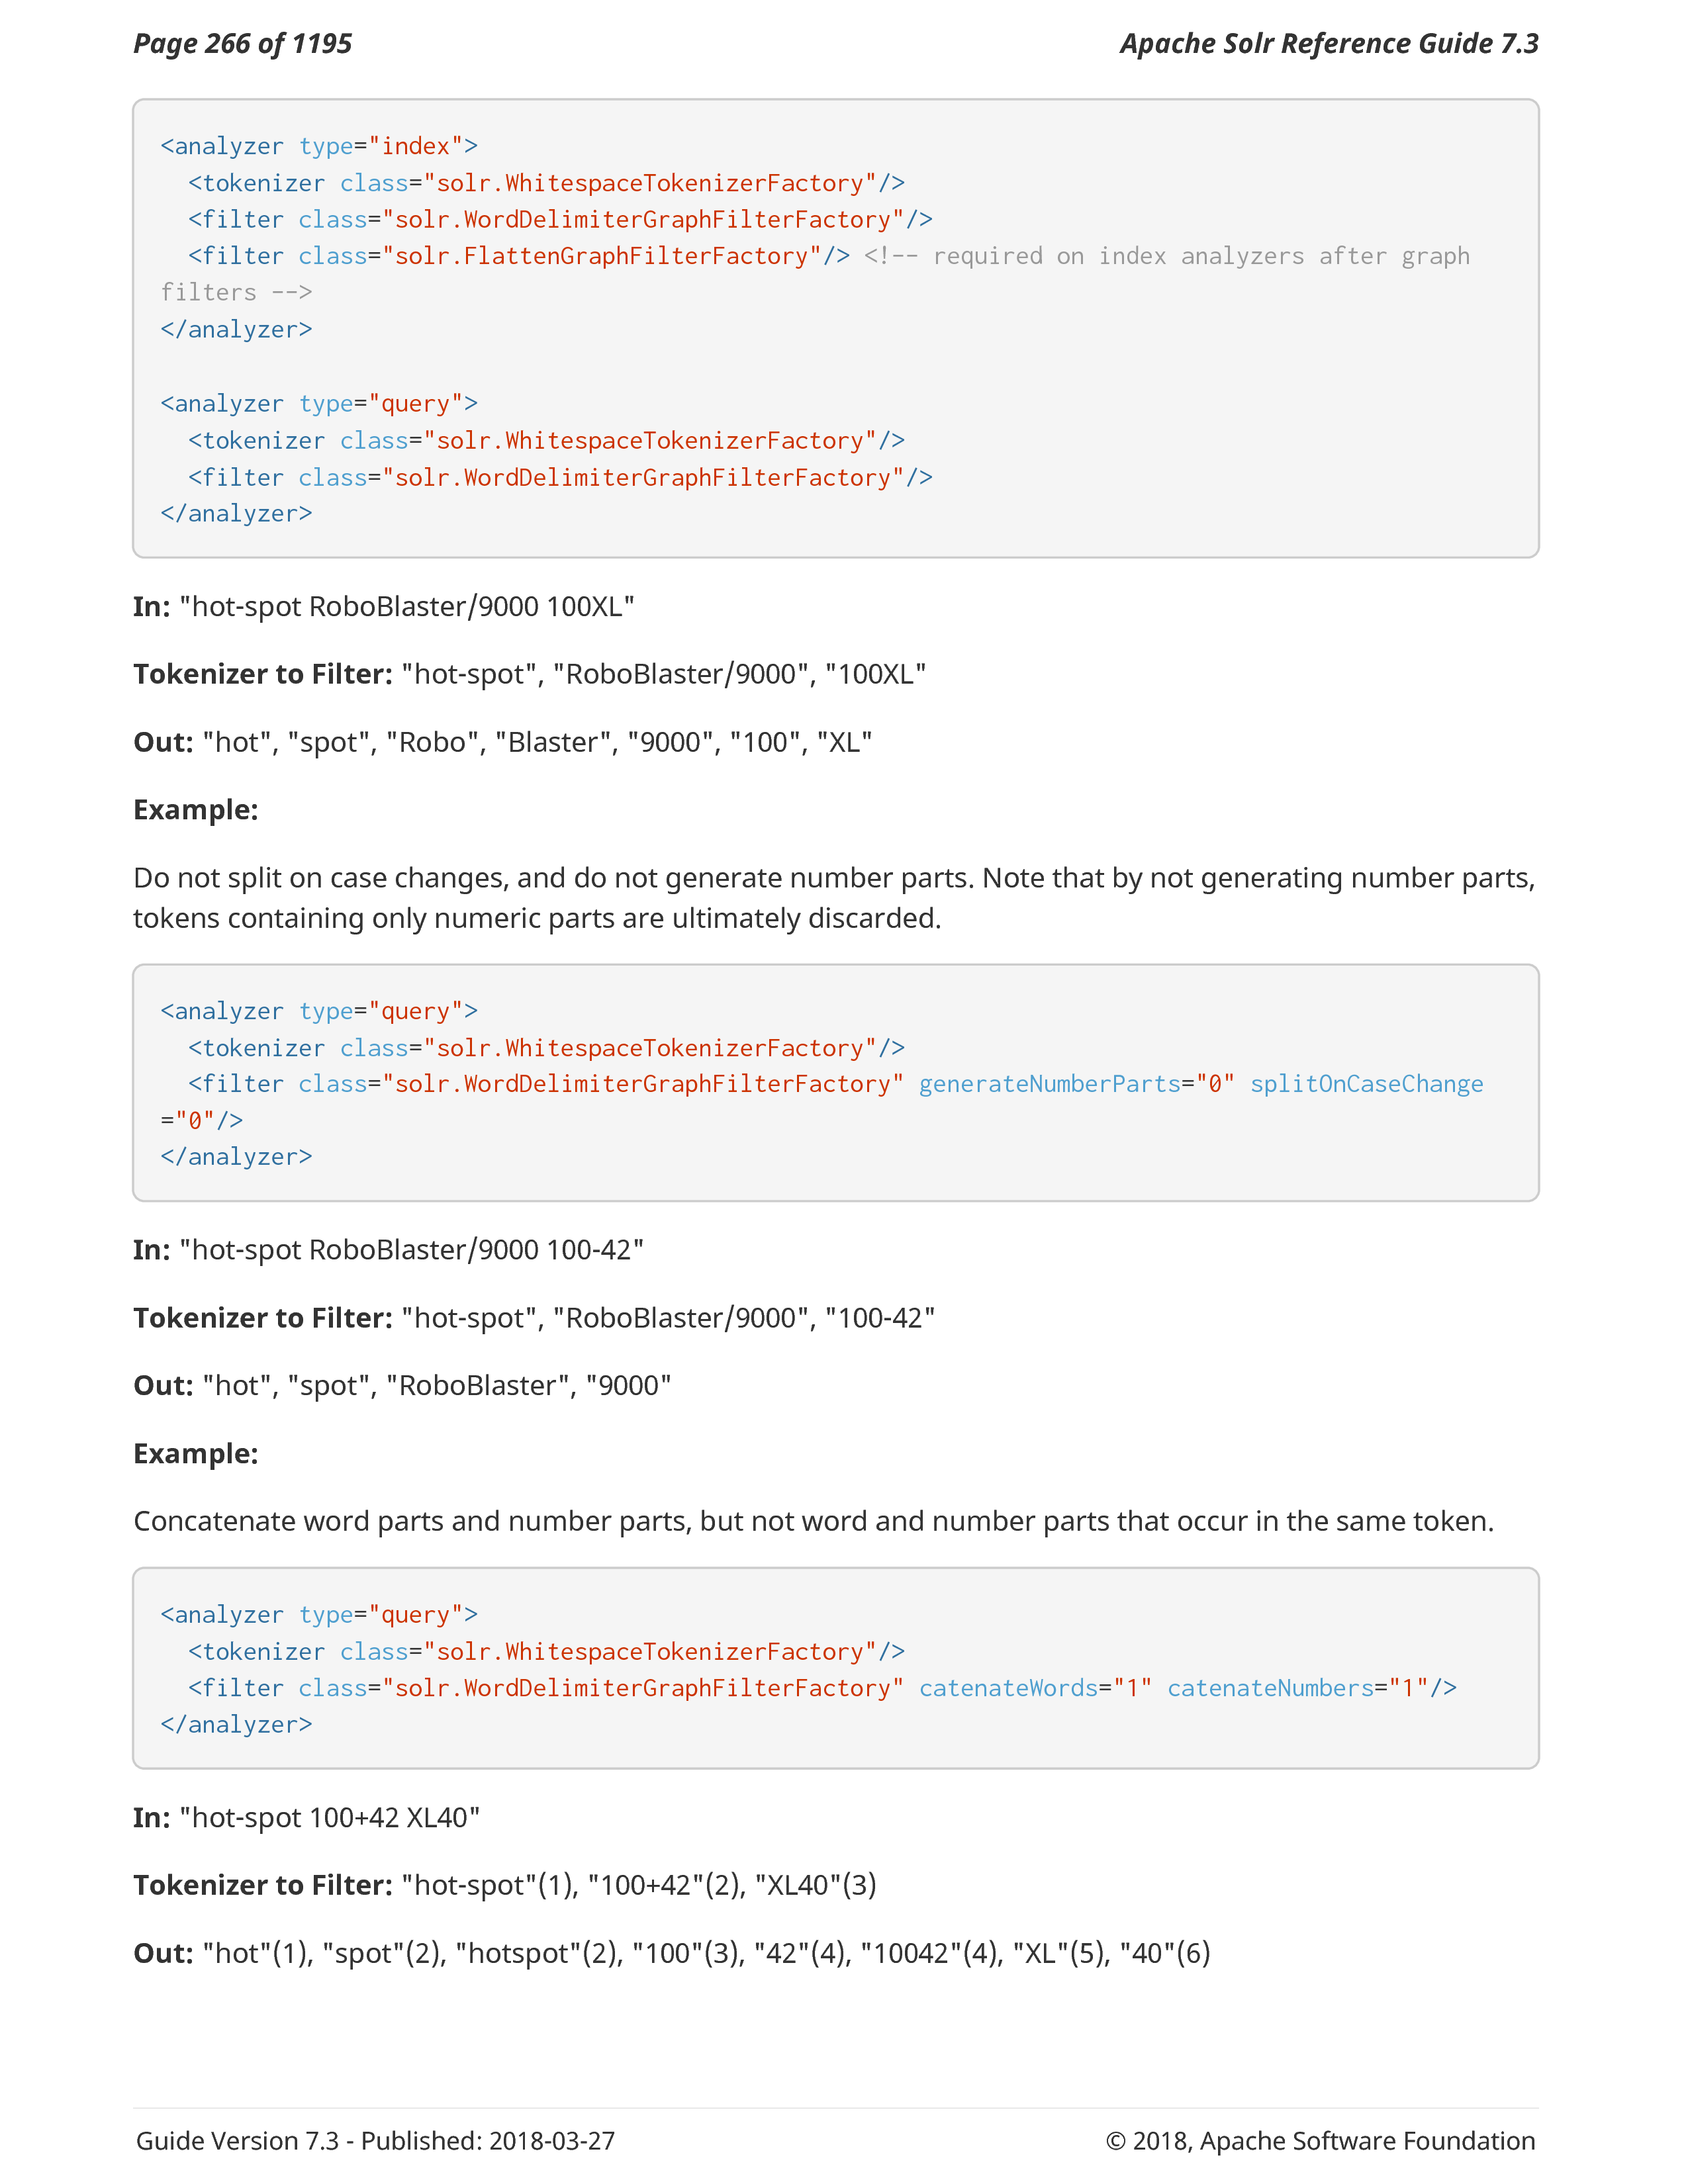 Page 266 of 1195
Apache Solr Reference Guide 7.3
<analyzer type="index">
  <tokenizer class="solr.WhitespaceTokenizerFactory"/>
  <filter class="solr.WordDelimiterGraphFilterFactory"/>
  <filter class="solr.FlattenGraphFilterFactory"/> <!-- required on index analyzers after graph
filters -->
</analyzer>

<analyzer type="query">
  <tokenizer class="solr.WhitespaceTokenizerFactory"/>
  <filter class="solr.WordDelimiterGraphFilterFactory"/>
</analyzer>
In: "hot-spot RoboBlaster/9000 100XL"
Tokenizer to Filter: "hot-spot", "RoboBlaster/9000", "100XL"
Out: "hot", "spot", "Robo", "Blaster", "9000", "100", "XL"
Example:
Do not split on case changes, and do not generate number parts. Note that by not generating number parts,
tokens containing only numeric parts are ultimately discarded.
<analyzer type="query">
  <tokenizer class="solr.WhitespaceTokenizerFactory"/>
  <filter class="solr.WordDelimiterGraphFilterFactory" generateNumberParts="0" splitOnCaseChange
="0"/>
</analyzer>
In: "hot-spot RoboBlaster/9000 100-42"
Tokenizer to Filter: "hot-spot", "RoboBlaster/9000", "100-42"
Out: "hot", "spot", "RoboBlaster", "9000"
Example:
Concatenate word parts and number parts, but not word and number parts that occur in the same token.
<analyzer type="query">
  <tokenizer class="solr.WhitespaceTokenizerFactory"/>
  <filter class="solr.WordDelimiterGraphFilterFactory" catenateWords="1" catenateNumbers="1"/>
</analyzer>
In: "hot-spot 100+42 XL40"
Tokenizer to Filter: "hot-spot"(1), "100+42"(2), "XL40"(3)
Out: "hot"(1), "spot"(2), "hotspot"(2), "100"(3), "42"(4), "10042"(4), "XL"(5), "40"(6)
Guide Version 7.3 - Published: 2018-03-27
© 2018, Apache Software Foundation